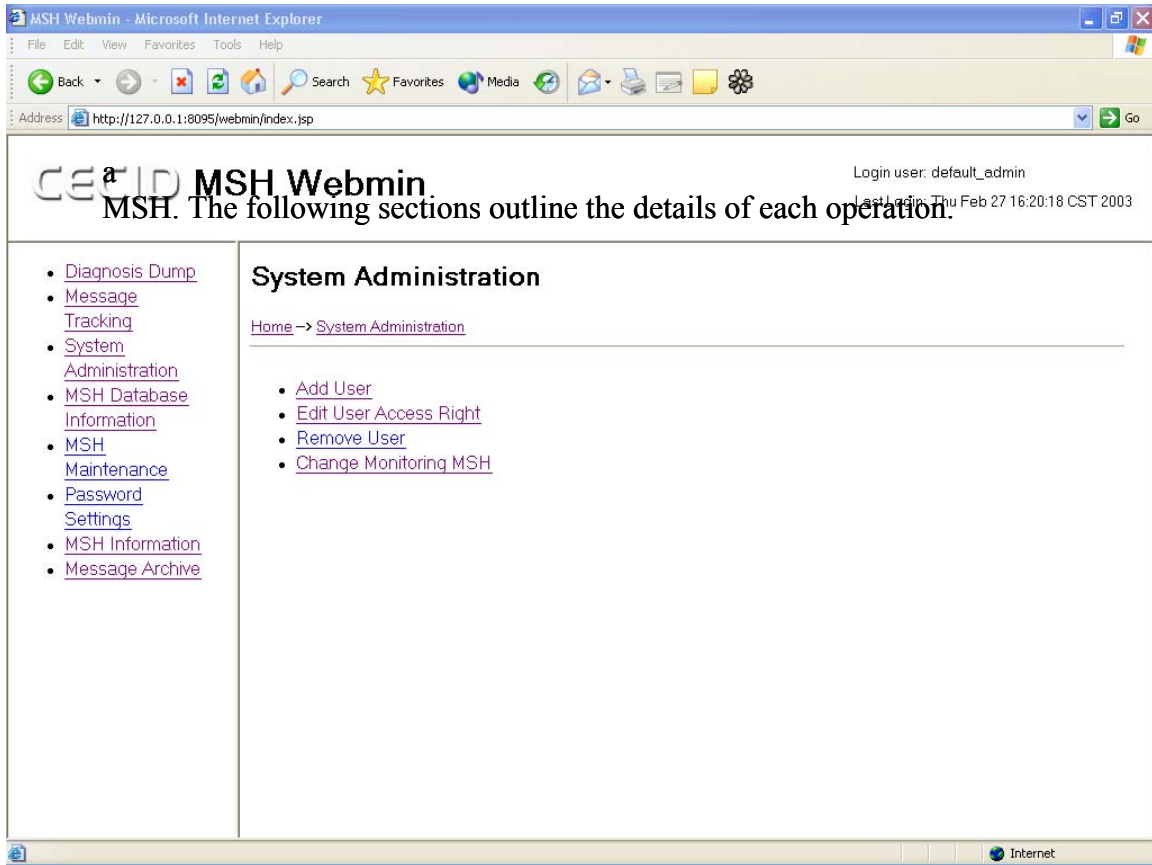 MSH Webmin - Microsoft Internet Explorer
File Edit View Favorites Tools Help
Back Search Favorites Media
Address http://127.0.0.1:8095/webmin/index.jsp Go
CECID MSH Webmin
Login user: default_admin
Last Login: Thu Feb 27 16:20:18 CST 2003
a
MSH. The following sections outline the details of each operation.
Diagnosis Dump
Message
Tracking
System
Administration
MSH Database
Information
MSH
Maintenance
Password
Settings
MSH Information
Message Archive
System Administration
Home --> System Administration
Add User
Edit User Access Right
Remove User
Change Monitoring MSH
Internet